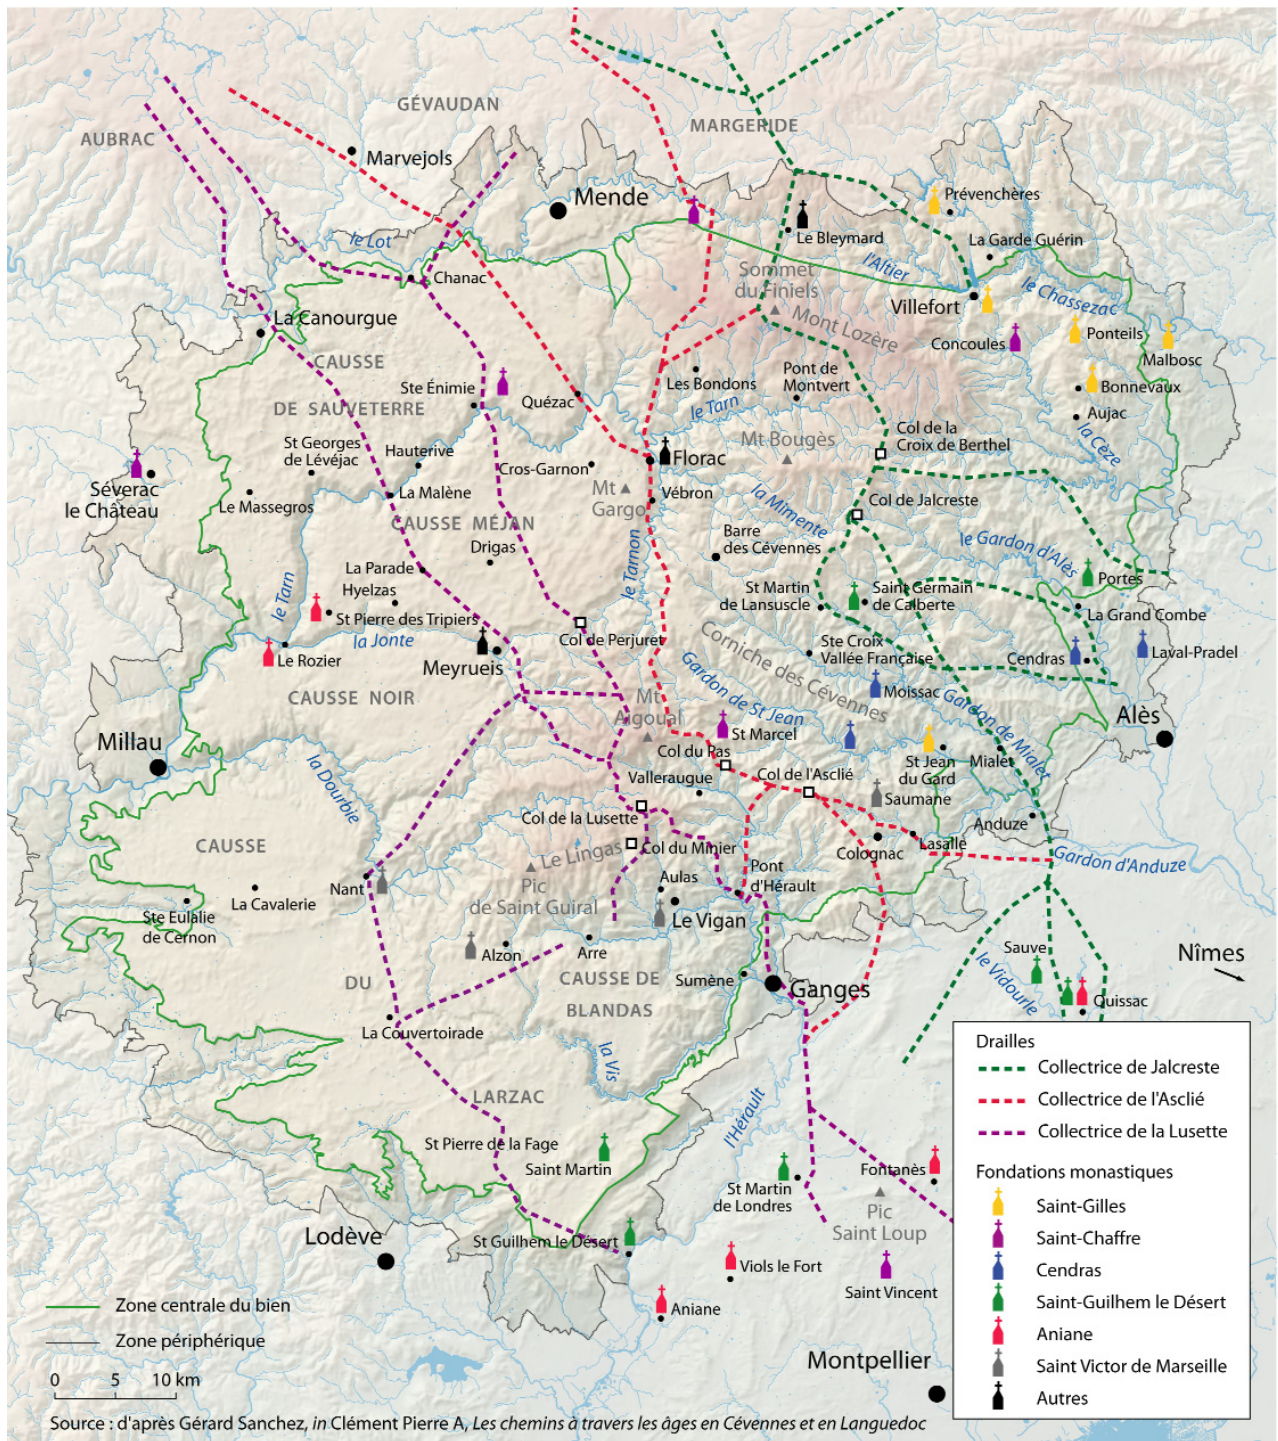 GÉVAUDAN
AUBRAC
MARGERIDE
Marvejols
Mende
Prévenchères
Le Bleymard
le Lot
La Garde Guérin
l'Altier
Chanac
Sommet
du Finiels
le Chassezac
Villefort
La Canourgue
Mont Lozère
Concoules
Ponteils
Malbosc
CAUSSE
DE SAUVETERRE
Ste Énimie
Quézac
Les Bondons
Pont de
Montvert
Bonnevaux
Aujac
le Tarn
la Cèze
St Georges
de Lévéjac
Hauterive
Mt Bougès
Col de la
Croix de Berthel
Florac
Cros-Garnon
Séverac
le Château
Le Massegros
La Malène
Mt
Gargo
Vébron
la Mimente
Col de Jalcreste
CAUSSE MÉJAN
Drigas
Barre
des Cévennes
le Gardon d'Alès
le Tarnon
La Parade
Hyelzas
Portes
le Tarn
St Martin
de Lansuscle
Saint Germain
de Calberte
La Grand Combe
St Pierre des Tripiers
la Jonte
Col de Perjuret
Corniche des Cévennes
Ste Croix
Vallée Française
Cendras
Laval-Pradel
Le Rozier
Meyrueis
Gardon de St Jean
Moissac
Gardon de Mialet
CAUSSE NOIR
Mt
Aigoual
St Marcel
Alès
Millau
la Dourbie
Col du Pas
St Jean
du Gard
Mialet
Valleraugue
Col de l'Asclié
Saumane
Col de la Lusette
Anduze
CAUSSE
Le Lingas
Col du Minier
Colognac
Lasalle
Gardon d'Anduze
Nant
Pic
de Saint Guiral
Aulas
Pont
d'Hérault
La Cavalerie
Ste Eulalie
de Cernon
Le Vigan
Alzon
Arre
Sauve
Nîmes
DU
CAUSSE DE
BLANDAS
Sumène
Ganges
le Vidourle
Quissac
La Couvertoirade
la Vis
LARZAC
l'Hérault
St Pierre de la Fage
Saint Martin
St Martin
de Londres
Fontanès
Pic
Saint Loup
Lodève
St Guilhem le Désert
Viols le Fort
Saint Vincent
Aniane
Montpellier
Drailles
Collectrice de Jalcreste
Collectrice de l'Asclié
Collectrice de la Lusette
Fondations monastiques
Saint-Gilles
Saint-Chaffre
Cendras
Saint-Guilhem le Désert
Aniane
Saint Victor de Marseille
Autres
Zone centrale du bien
Zone périphérique
0 5 10 km
Source : d'après Gérard Sanchez, in Clément Pierre A, Les chemins à travers les âges en Cévennes et en Languedoc